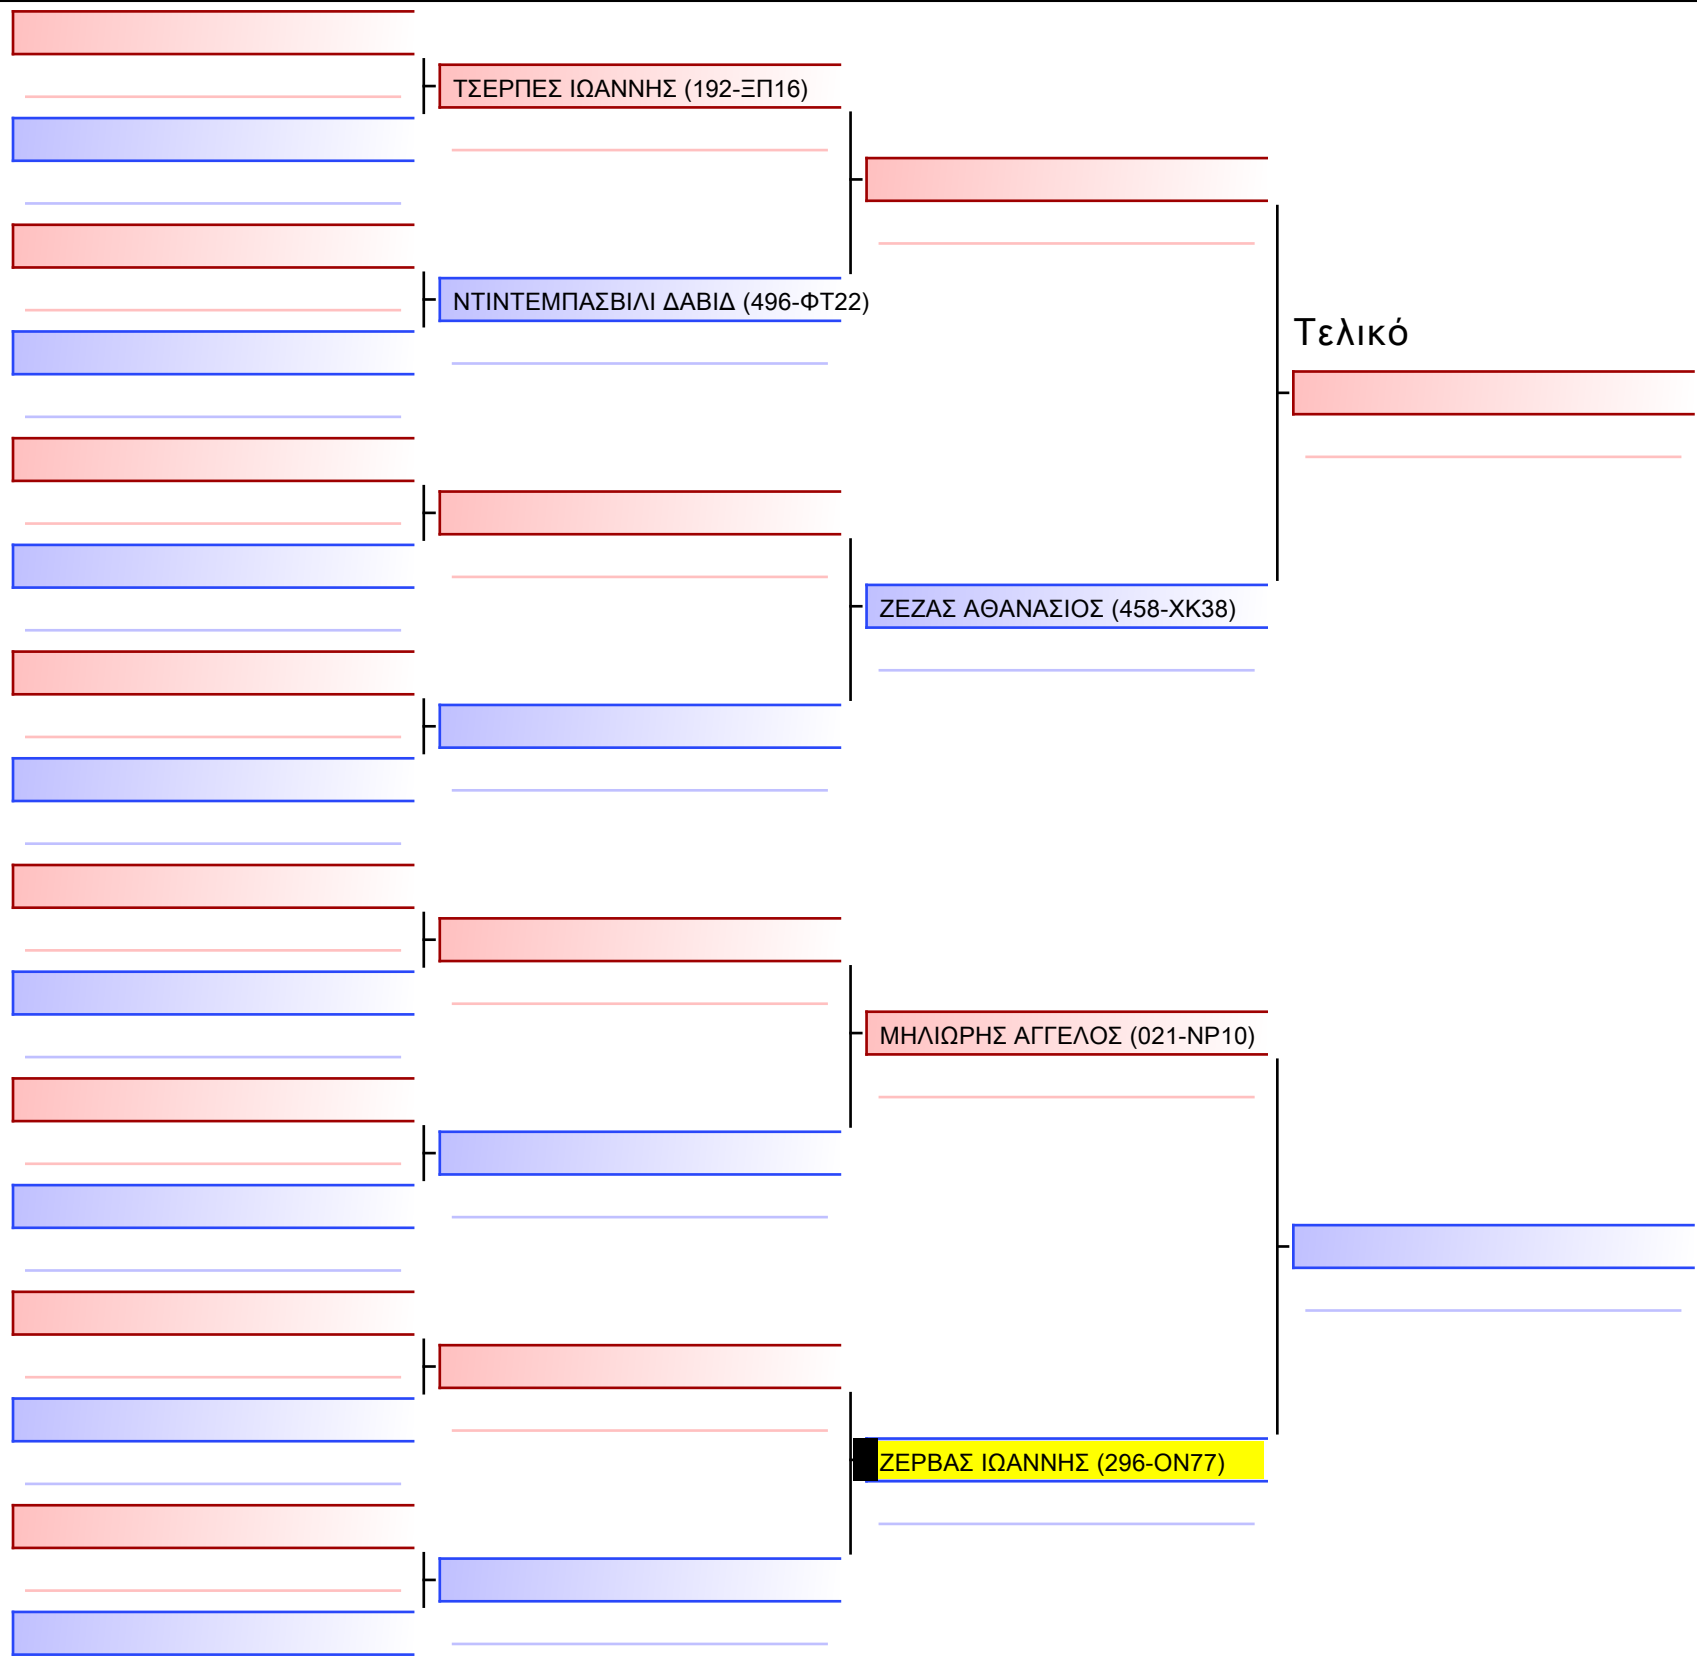 ΤΣΕΡΠΕΣ ΙΩΑΝΝΗΣ (192-ΞΠ16)
ΝΤΙΝΤΕΜΠΑΣΒΙΛΙ ΔΑΒΙΔ (496-ΦΤ22)
Τελικό
ΖΕΖΑΣ ΑΘΑΝΑΣΙΟΣ (458-ΧΚ38)
ΜΗΛΙΩΡΗΣ ΑΓΓΕΛΟΣ (021-ΝΡ10)
ΖΕΡΒΑΣ ΙΩΑΝΝΗΣ (296-ΟΝ77)